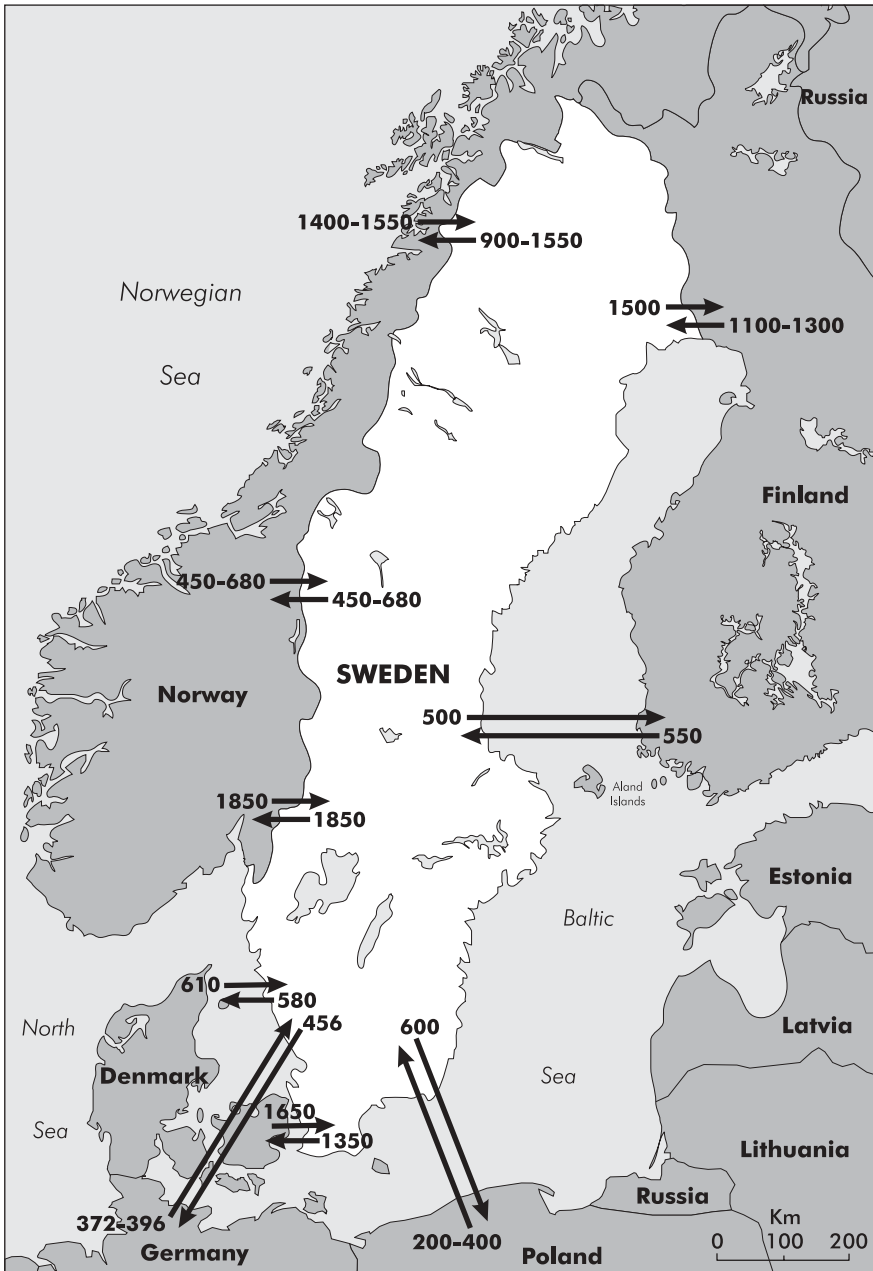 Russia
1400-1550
900-1550
Norwegian
Sea
1500
1100-1300
Finland
450-680
450-680
SWEDEN
Norway
500
550
Aland
Islands
1850
1850
Estonia
Baltic
Sea
610
580
North
Sea
456
600
Latvia
Denmark
1650
1350
Lithuania
Russia
372-396
Germany
200-400
Poland
Km
0 100 200